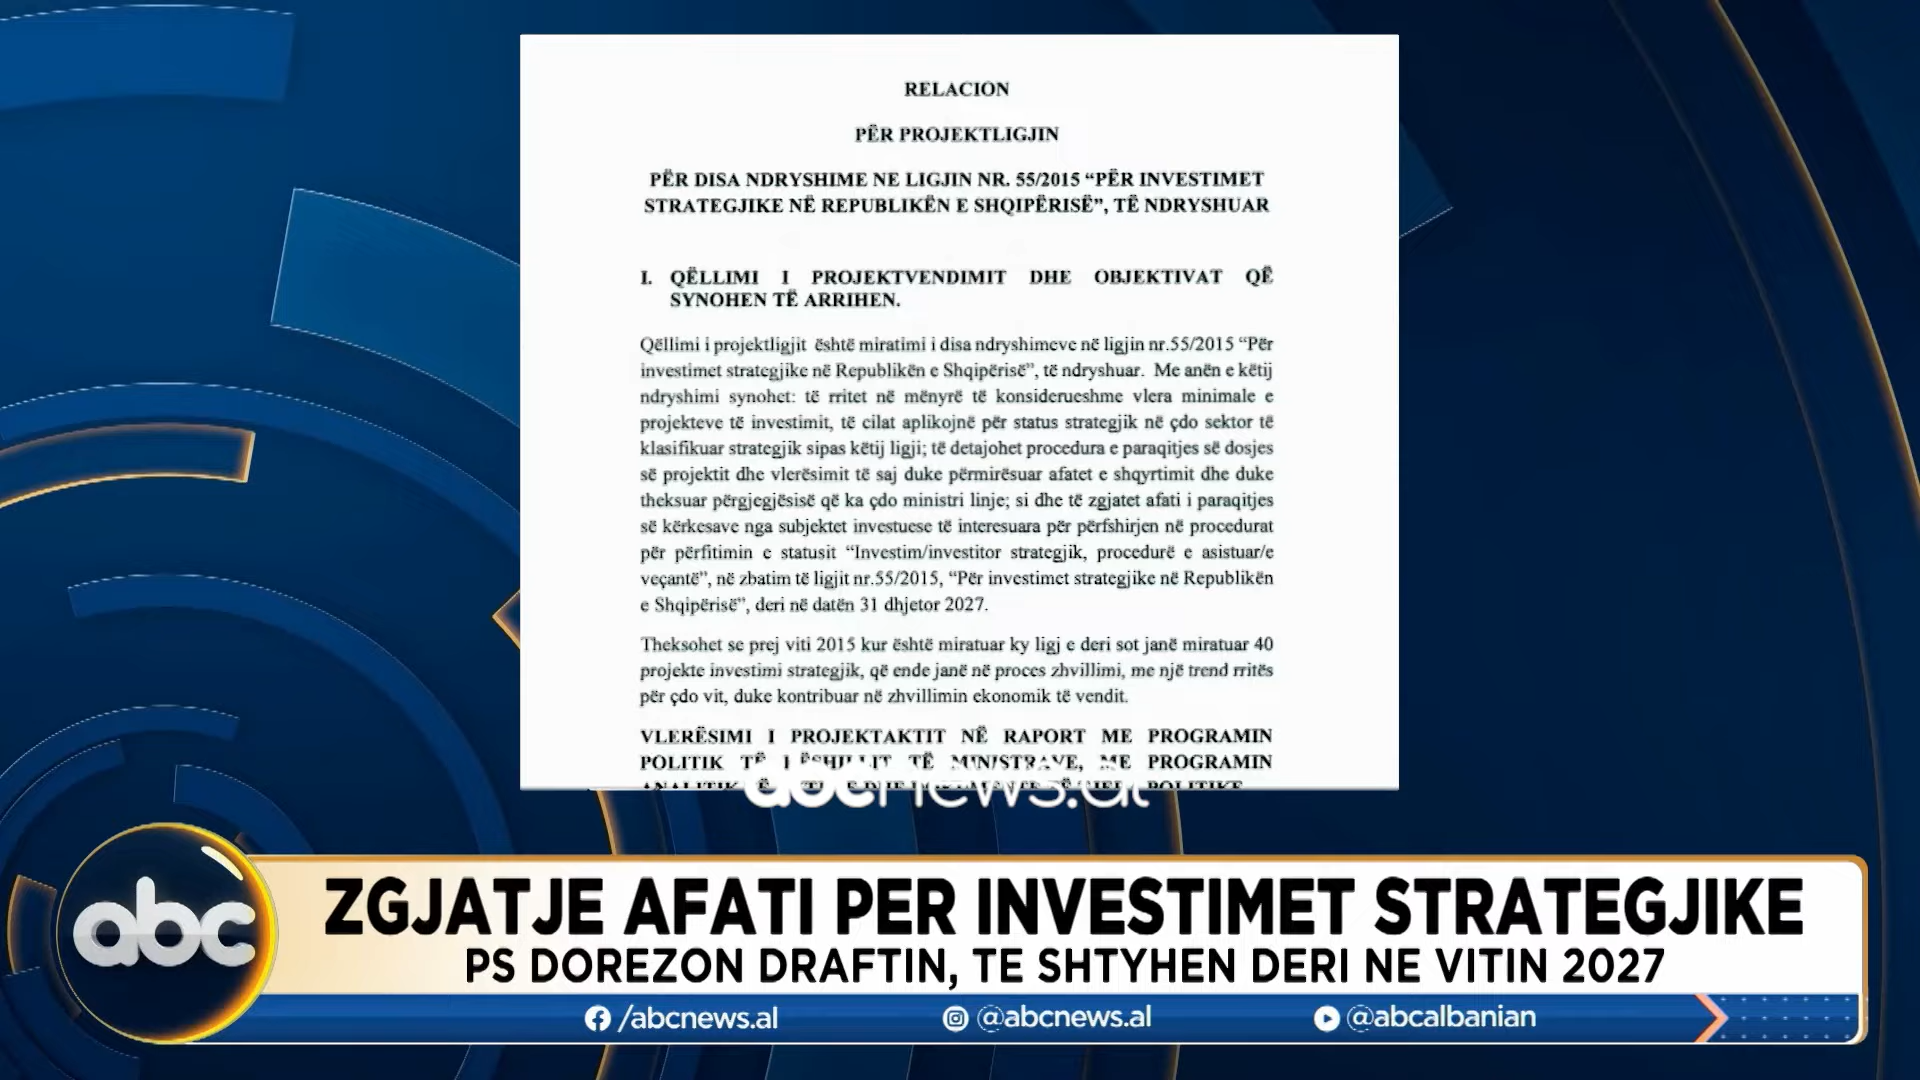 RELACION
PËR PROJEKTLIGJIN
PËR DISA NDRYSHIME NE LIGJIN NR. 55/2015 “PËR INVESTIMET
STRATEGJIKE NË REPUBLIKËN E SHQIPËRISË”, TË NDRYSHUAR
I. QËLLIMI I PROJEKTVENDIMIT DHE OBJEKTIVAT QË
SYNOHEN TË ARRIHEN.
Qëllimi i projektligjit është miratimi i disa ndryshimeve në ligjin nr.55/2015 “Për
investimet strategjike në Republikën e Shqipërisë”, të ndryshuar. Me anën e këtij
ndryshimi synohet: të rritet në mënyrë të konsiderueshme vlera minimale e
projekteve të investimit, të cilat aplikojnë për status strategjik në çdo sektor të
klasifikuar strategjik sipas këtij ligji; të detajohet procedura e paraqitjes së dosjes
së projektit dhe vlerësimit të saj duke përmirësuar afatet e shqyrtimit dhe duke
theksuar përgjegjësisë që ka çdo ministri linje; si dhe të zgjatet afati i paraqitjes
së kërkesave nga subjektet investuese të interesuara për përfshirjen në procedurat
për përfitimin e statusit “Investim/investitor strategjik, procedurë e asistuar/e
veçantë”, në zbatim të ligjit nr.55/2015, “Për investimet strategjike në Republikën
e Shqipërisë”, deri në datën 31 dhjetor 2027.
Theksohet se prej viti 2015 kur është miratuar ky ligj e deri sot janë miratuar 40
projekte investimi strategjik, që ende janë në proces zhvillimi, me një trend rritës
për çdo vit, duke kontribuar në zhvillimin ekonomik të vendit.
VLERËSIMI I PROJEKTAKTIT NË RAPORT ME PROGRAMIN
POLITIK TË TË MINISTRAVE, ME PROGRAMIN
POLITIKE
abcnews.al
abc
ZGJATJE AFATI PER INVESTIMET STRATEGJIKE
PS DOREZON DRAFTIN, TE SHTYHEN DERI NE VITIN 2027
/abcnews.al @abcnews.al @abcalbanian